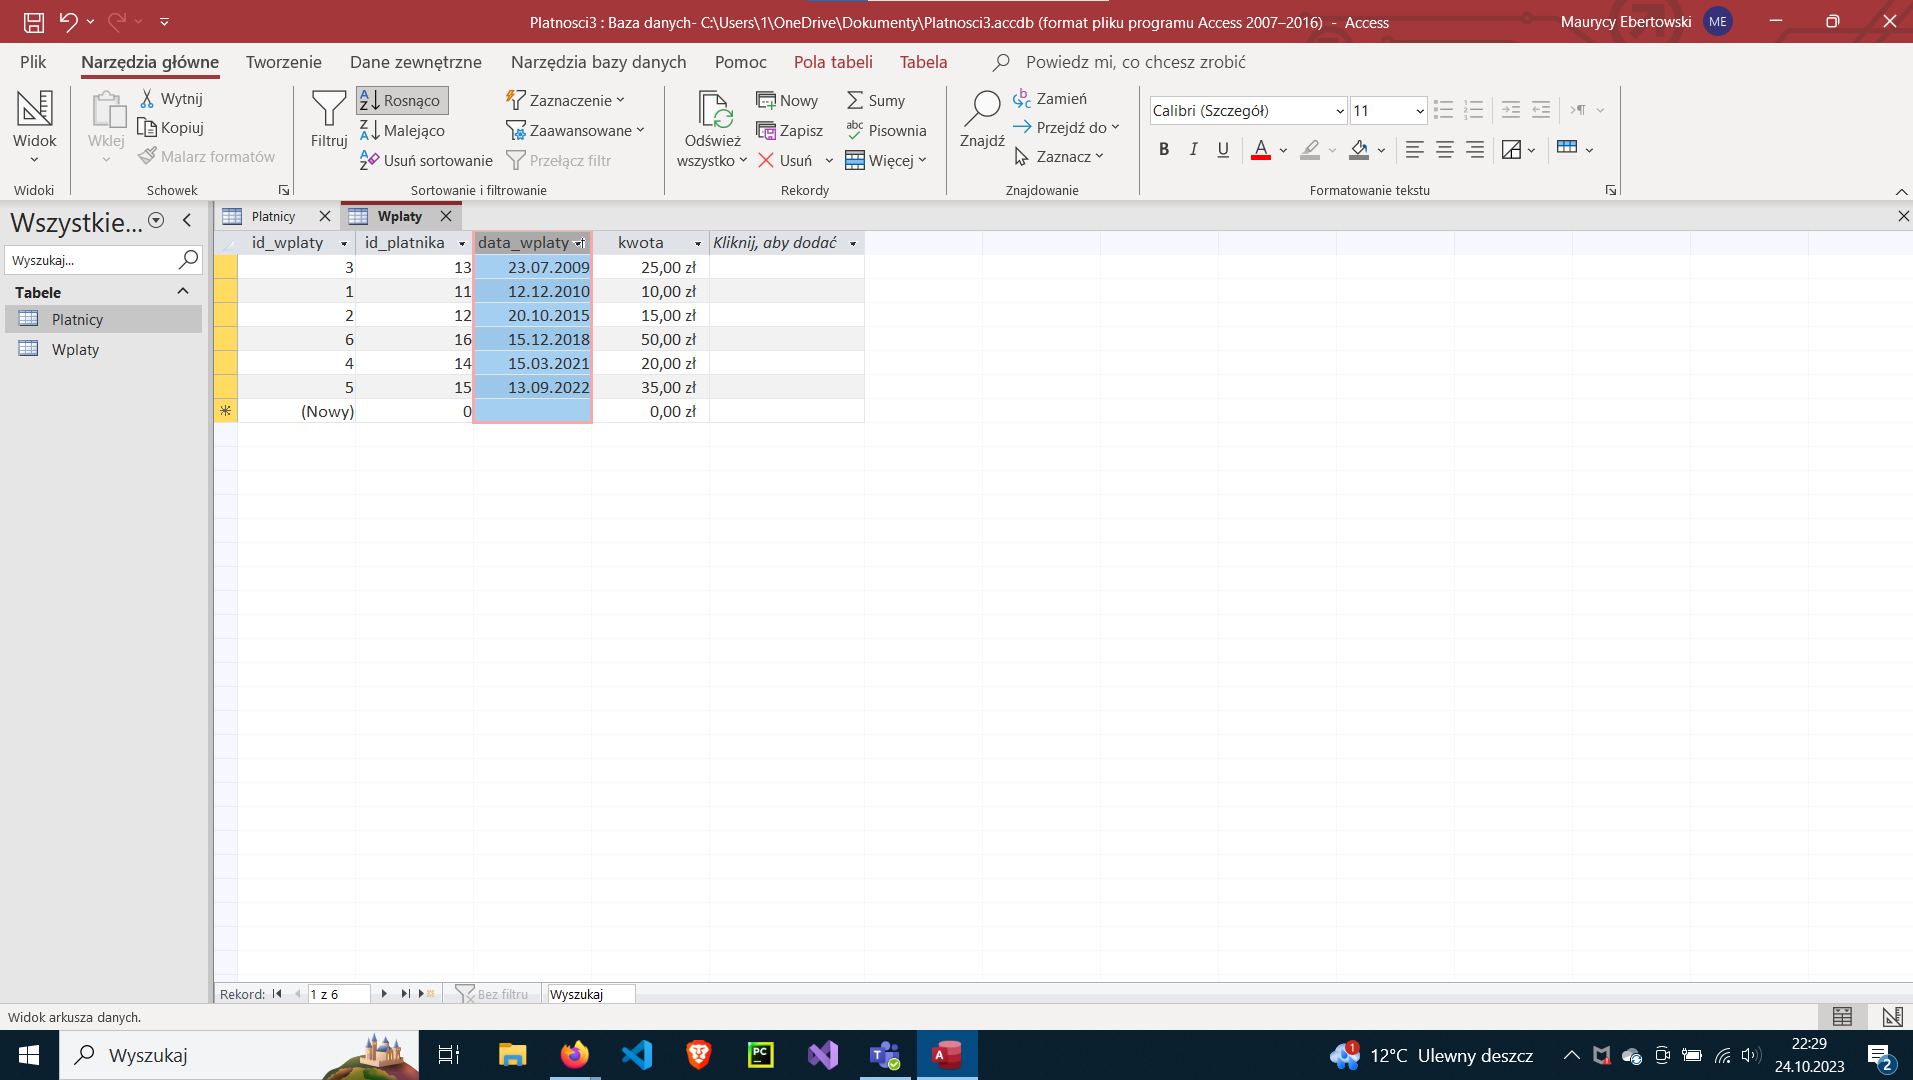 Platnosci3 : Baza danych- C:\Users\1\OneDrive\Dokumenty\Platnosci3.accdb (format pliku programu Access 2007–2016) - Access
Maurycy Ebertowski ME
Plik Narzędzia główne Tworzenie Dane zewnętrzne Narzędzia bazy danych Pomoc Pola tabeli Tabela Powiedz mi, co chcesz zrobić
Widok
Widoki
Wklej
Wytnij
Kopiuj
Malarz formatów
Schowek
Filtruj
Rosnąco
Malejąco
Usuń sortowanie
Zaznaczenie
Zaawansowane
Przełącz filtr
Sortowanie i filtrowanie
Odśwież
wszystko
Nowy
Zapisz
Usuń
Sumy
Pisownia
Więcej
Rekordy
Znajdź
Zamień
Przejdź do
Zaznacz
Znajdowanie
Calibri (Szczegół) 11
B I U A
Formatowanie tekstu
Wszystkie...
Wyszukaj...
Tabele
Platnicy
Wplaty
Platnicy Wplaty
id_wplaty id_platnika data_wplaty kwota Kliknij, aby dodać
3 13 23.07.2009 25,00 zł
1 11 12.12.2010 10,00 zł
2 12 20.10.2015 15,00 zł
6 16 15.12.2018 50,00 zł
4 14 15.03.2021 20,00 zł
5 15 13.09.2022 35,00 zł
(Nowy) 0 0,00 zł
Rekord: 1 z 6 Bez filtru Wyszukaj
Widok arkusza danych.
Wyszukaj
PC
1
12°C Ulewny deszcz
22:29
24.10.2023
2